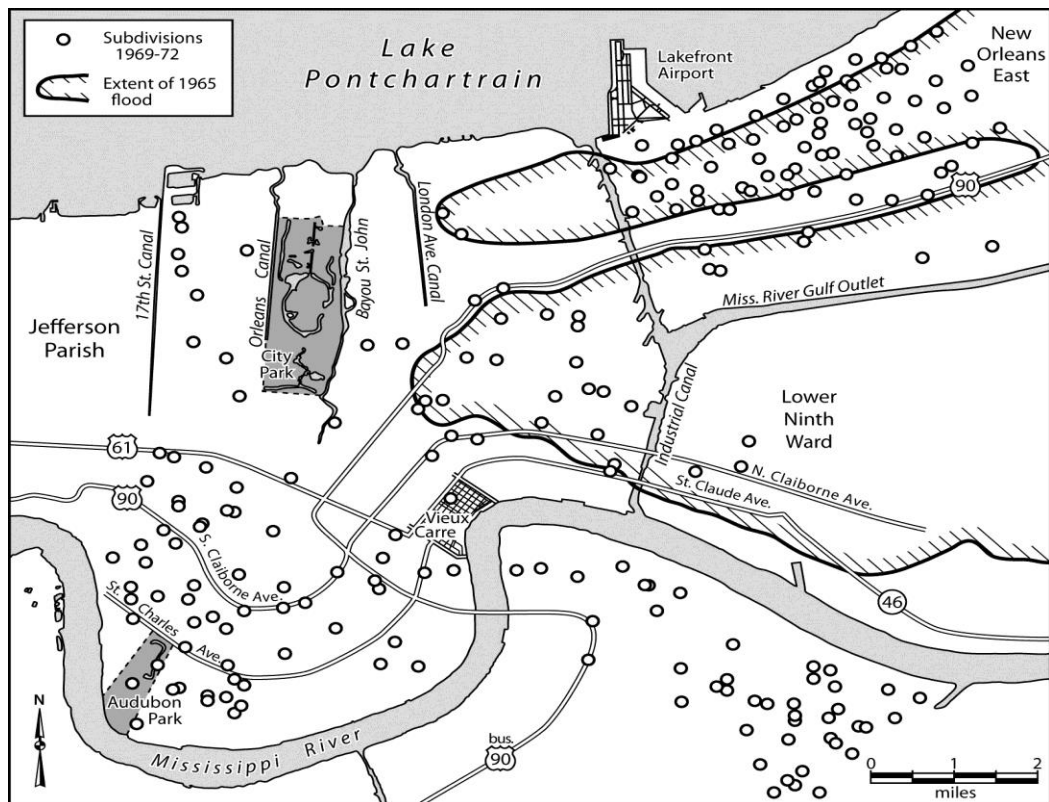 Subdivisions
1969-72
Extent of 1965
flood
Lake
Pontchartrain
Lakefront
Airport
New
Orleans
East
90
Miss. River Gulf Outlet
17th St. Canal
Orleans Canal
Bayou St. John
London Ave. Canal
City
Park
Jefferson
Parish
Industrial Canal
Lower
Ninth
Ward
61
90
N. Claiborne Ave.
St. Claude Ave.
Vieux
Carre
S. Claiborne Ave.
St. Charles Ave.
46
Audubon
Park
N
Mississippi River
bus.
90
0 1 2
miles